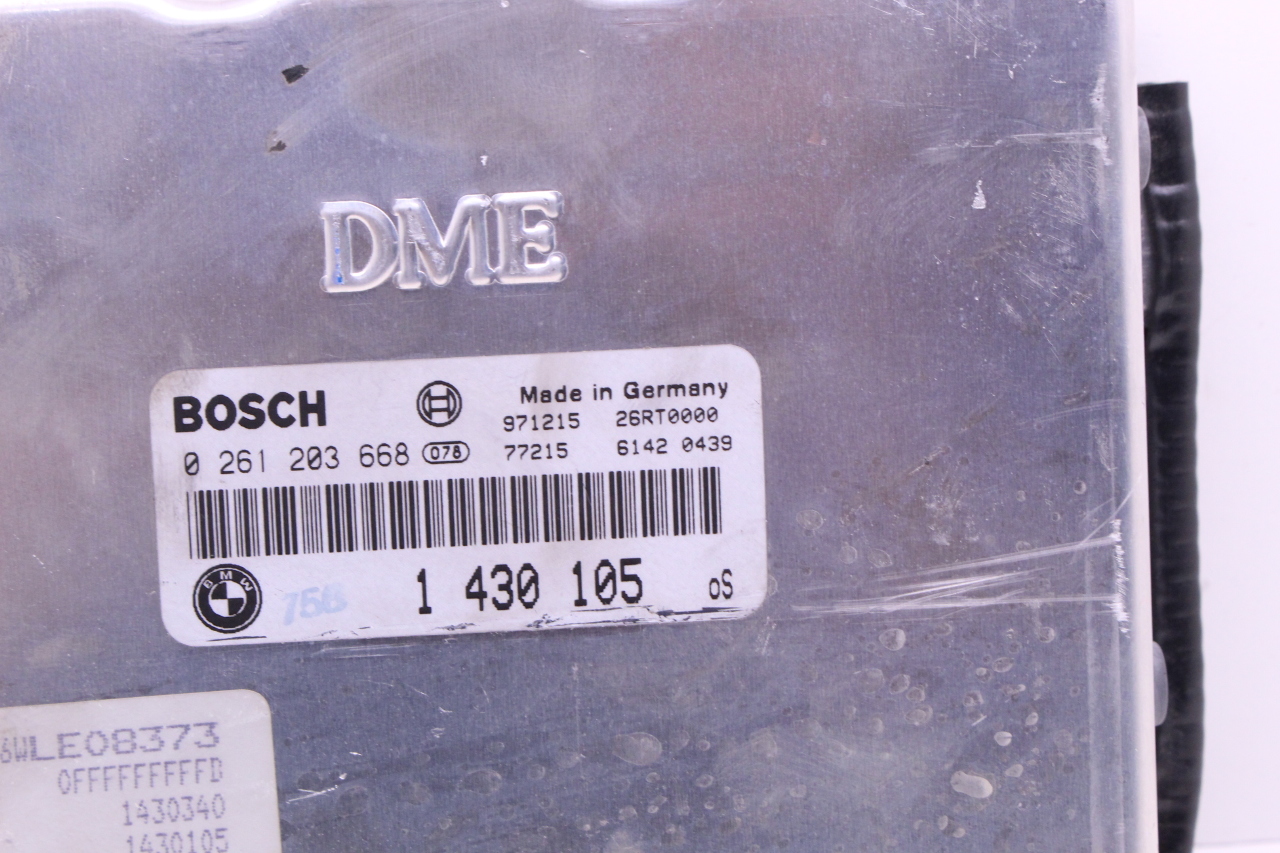 DME
BOSCH
Made in Germany
971215 26RT0000
0 261 203 668 078 77215 6142 0439
BMW
1 430 105 oS
6WLE08373
0FFFFFFFFFD
1430340
1430105